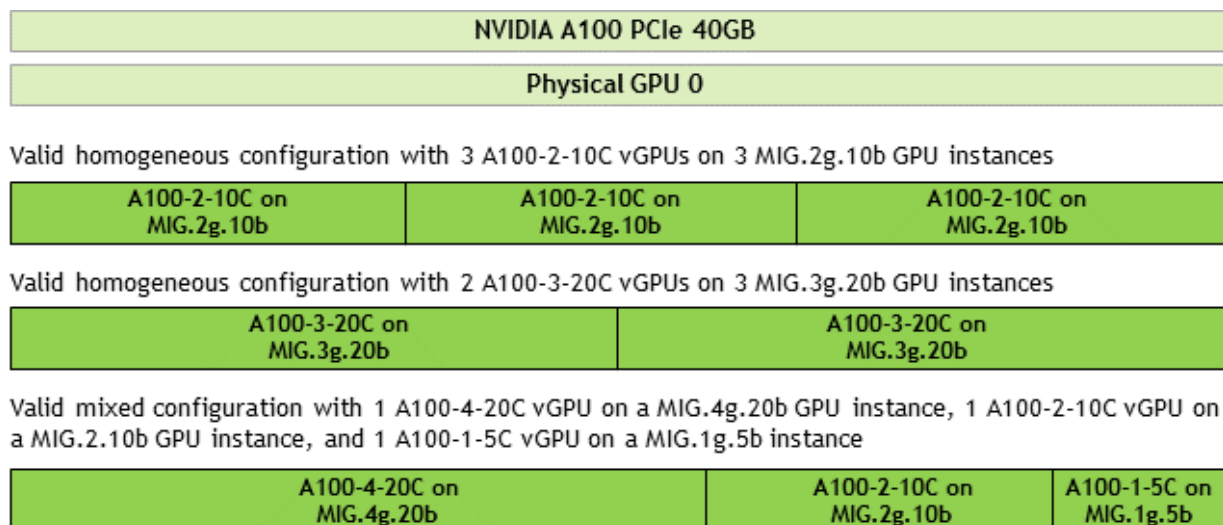 NVIDIA A100 PCIe 40GB
Physical GPU 0
Valid homogeneous configuration with 3 A100-2-10C vGPUs on 3 MIG.2g.10b GPU instances
A100-2-10C on
MIG.2g.10b
A100-2-10C on
MIG.2g.10b
A100-2-10C on
MIG.2g.10b
Valid homogeneous configuration with 2 A100-3-20C vGPUs on 3 MIG.3g.20b GPU instances
A100-3-20C on
MIG.3g.20b
A100-3-20C on
MIG.3g.20b
Valid mixed configuration with 1 A100-4-20C vGPU on a MIG.4g.20b GPU instance, 1 A100-2-10C vGPU on
a MIG.2.10b GPU instance, and 1 A100-1-5C vGPU on a MIG.1g.5b instance
A100-4-20C on
MIG.4g.20b
A100-2-10C on
MIG.2g.10b
A100-1-5C on
MIG.1g.5b